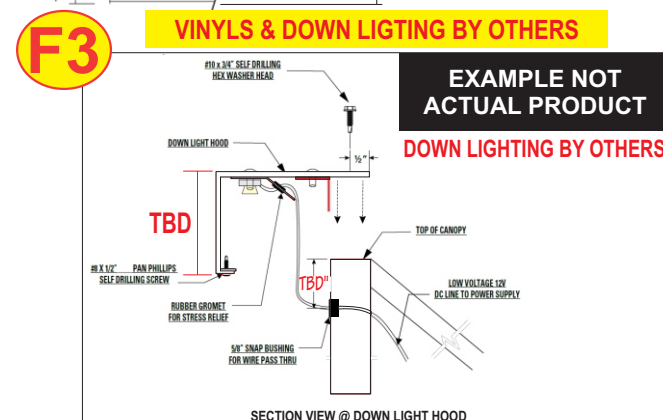 F3
VINYLS & DOWN LIGTING BY OTHERS
#10 x 3/4" SELF DRILLING
HEX WASHER HEAD
EXAMPLE NOT
ACTUAL PRODUCT
DOWN LIGHTING BY OTHERS
DOWN LIGHT HOOD
½"
TBD
TOP OF CANOPY
#8 X 1/2" PAN PHILLIPS
SELF DRILLING SCREW
TBD"
LOW VOLTAGE 12V
DC LINE TO POWER SUPPLY
RUBBER GROMET
FOR STRESS RELIEF
5/8" SNAP BUSHING
FOR WIRE PASS THRU
SECTION VIEW @ DOWN LIGHT HOOD